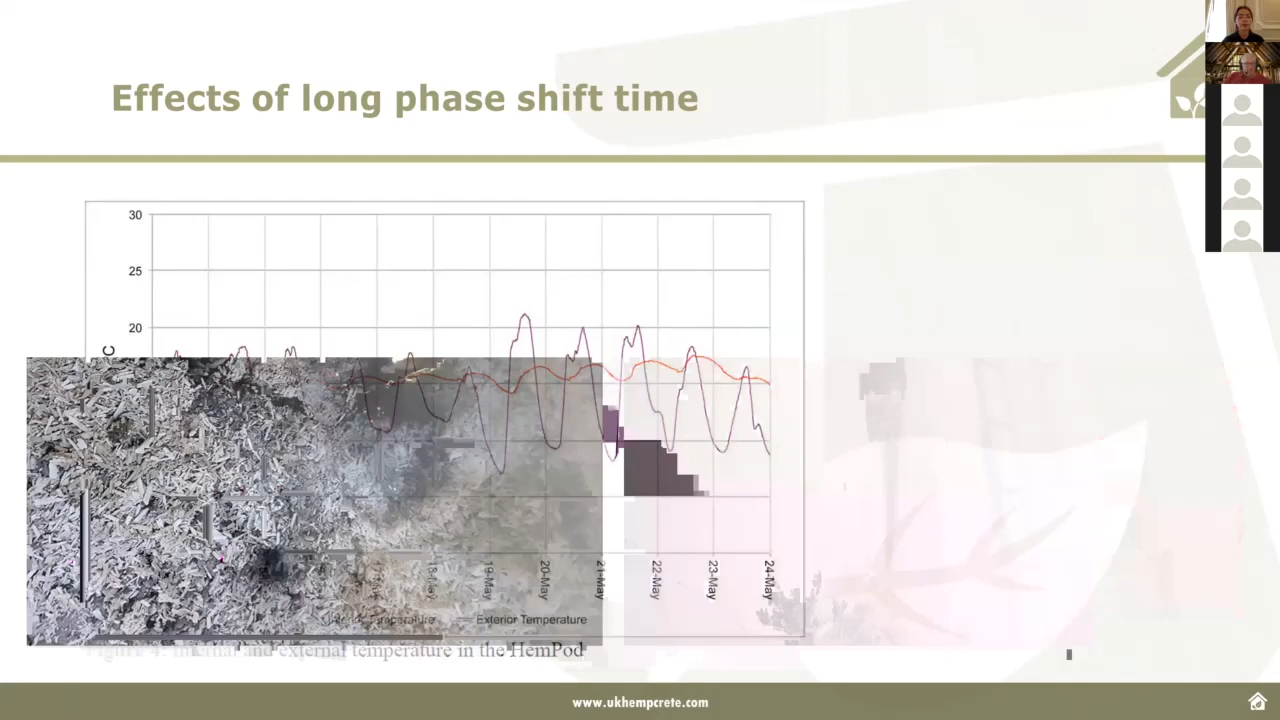 Effects of long phase shift time
30
25
20
C
18-May
19-May
20-May
21-May
22-May
23-May
24-May
Interior Temperature
Exterior Temperature
Figure 4: Internal and external temperature in the HemPod
www.ukhempcrete.com